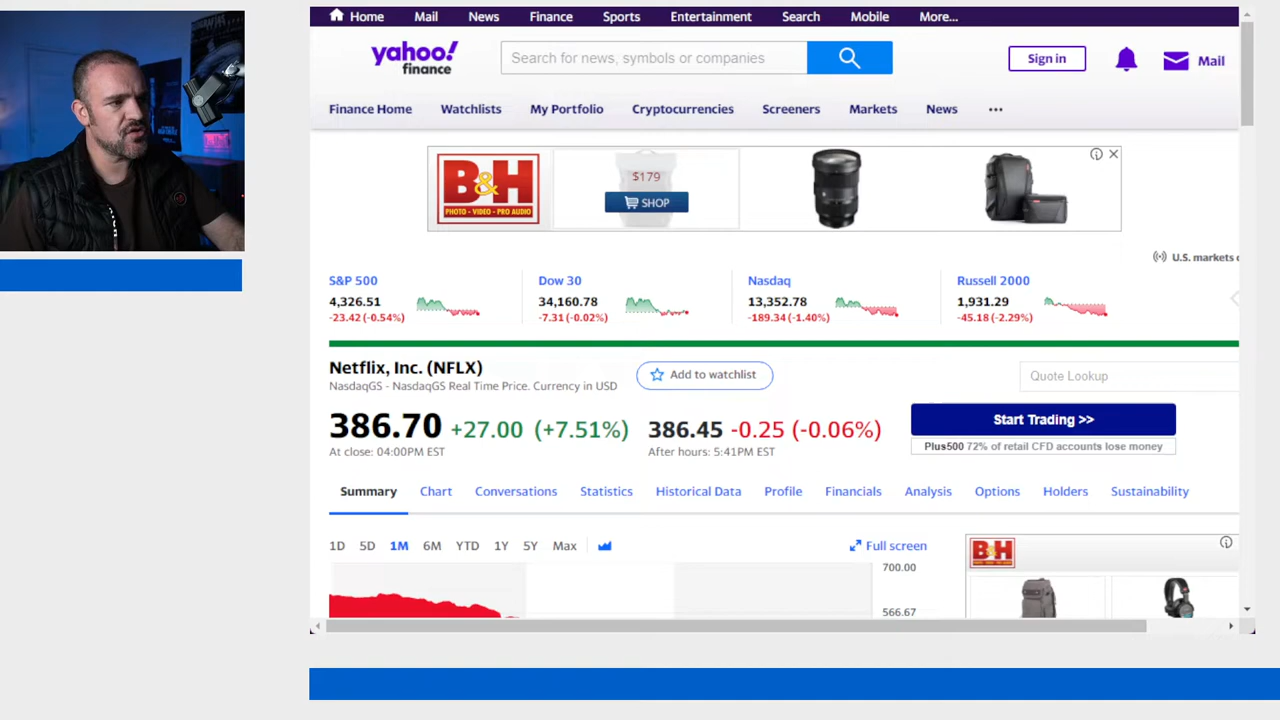 Home Mail News Finance Sports Entertainment Search Mobile More...
yahoo!
finance
Search for news, symbols or companies
Sign in
Mail
Finance Home Watchlists My Portfolio Cryptocurrencies Screeners Markets News ...
B&H
PHOTO - VIDEO - PRO AUDIO
$179
SHOP
U.S. markets
S&P 500 Dow 30 Nasdaq Russell 2000
4,326.51 34,160.78 13,352.78 1,931.29
-23.42 (-0.54%) -7.31 (-0.02%) -189.34 (-1.40%) -45.18 (-2.29%)
Netflix, Inc. (NFLX)
Add to watchlist
Quote Lookup
NasdaqGS - NasdaqGS Real Time Price. Currency in USD
386.70 +27.00 (+7.51%) 386.45 -0.25 (-0.06%)
Start Trading >>
At close: 04:00PM EST After hours: 5:41PM EST
Plus500 72% of retail CFD accounts lose money
Summary Chart Conversations Statistics Historical Data Profile Financials Analysis Options Holders Sustainability
1D 5D 1M 6M YTD 1Y 5Y Max Full screen
B&H
700.00
566.67